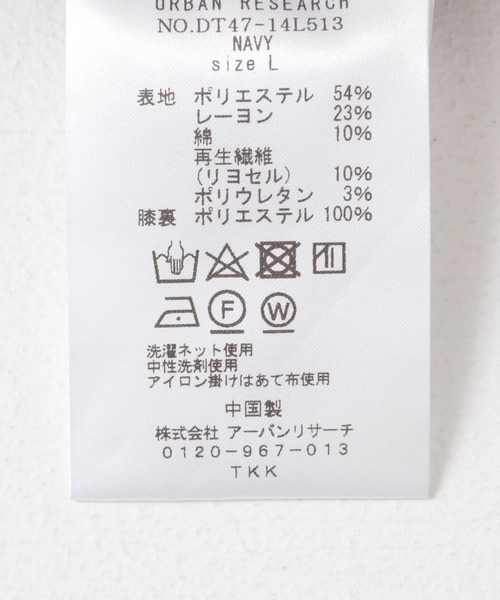 URBAN RESEARCH
NO.DT47-14L513
NAVY
size L
表地 ポリエステル 54%
レーヨン 23%
綿 10%
再生繊維
(リヨセル) 10%
ポリウレタン 3%
膝裏 ポリエステル 100%
F W
洗濯ネット使用
中性洗剤使用
アイロン掛けはあて布使用
中国製
株式会社 アーバンリサーチ
0120-967-013
TKK